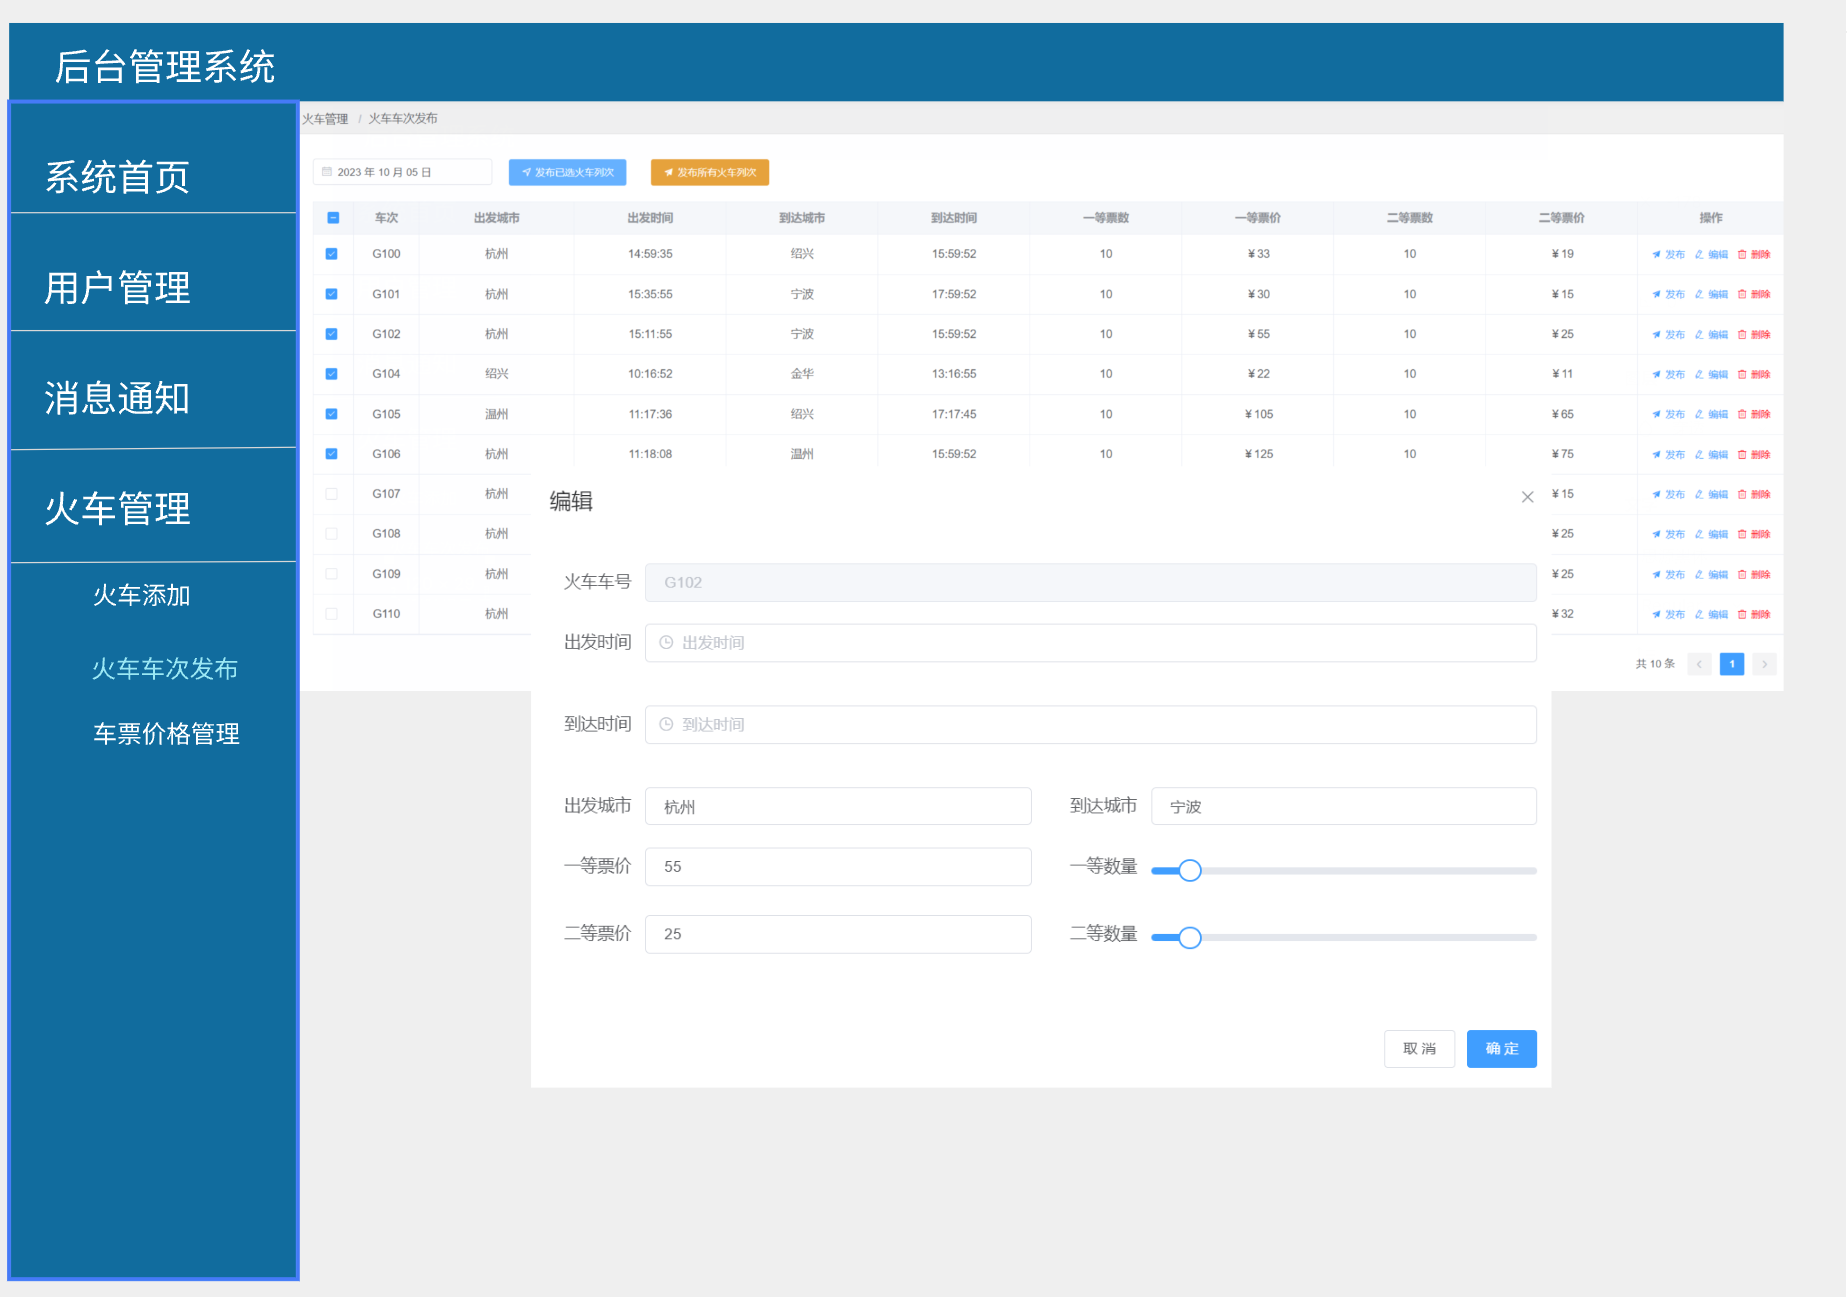 后台管理系统
系统首页
用户管理
消息通知
火车管理
火车添加
火车车次发布
车票价格管理
火车管理 / 火车车次发布
2023 年 10 月 05 日 发布已选火车列次 发布所有火车列次
车次 出发城市 出发时间 到达城市 到达时间 一等票数 一等票价 二等票数 二等票价 操作
G100 杭州 14:59:35 绍兴 15:59:52 10 ¥33 10 ¥19 发布 编辑 删除
G101 杭州 15:35:55 宁波 17:59:52 10 ¥30 10 ¥15 发布 编辑 删除
G102 杭州 15:11:55 宁波 15:59:52 10 ¥55 10 ¥25 发布 编辑 删除
G104 绍兴 10:16:52 金华 13:16:55 10 ¥22 10 ¥11 发布 编辑 删除
G105 温州 11:17:36 绍兴 17:17:45 10 ¥105 10 ¥65 发布 编辑 删除
G106 杭州 11:18:08 温州 15:59:52 10 ¥125 10 ¥75 发布 编辑 删除
G107 杭州 ¥15 发布 编辑 删除
G108 杭州 ¥25 发布 编辑 删除
G109 杭州 ¥25 发布 编辑 删除
G110 杭州 ¥32 发布 编辑 删除
共 10 条 < 1 >
编辑
火车车号 G102
出发时间 出发时间
到达时间 到达时间
出发城市 杭州 到达城市 宁波
一等票价 55 一等数量
二等票价 25 二等数量
取 消 确 定